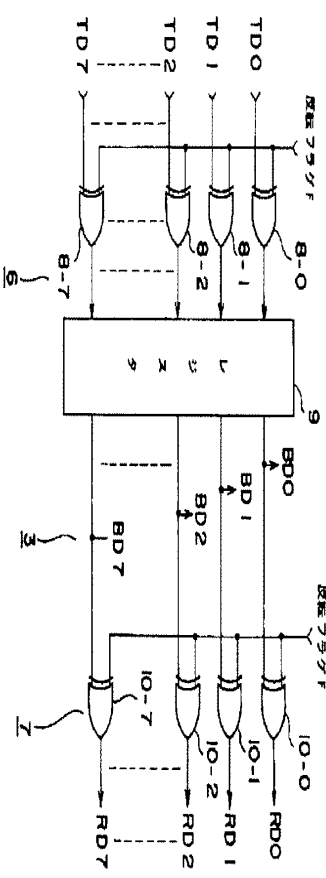 TD0
TD1
TD2
TD7
反転フラグF
8-0
8-1
8-2
8-7
6
レジスタ
9
BD0
BD1
BD2
BD7
3
反転フラグF
10-0
10-1
10-2
10-7
7
RD0
RD1
RD2
RD7